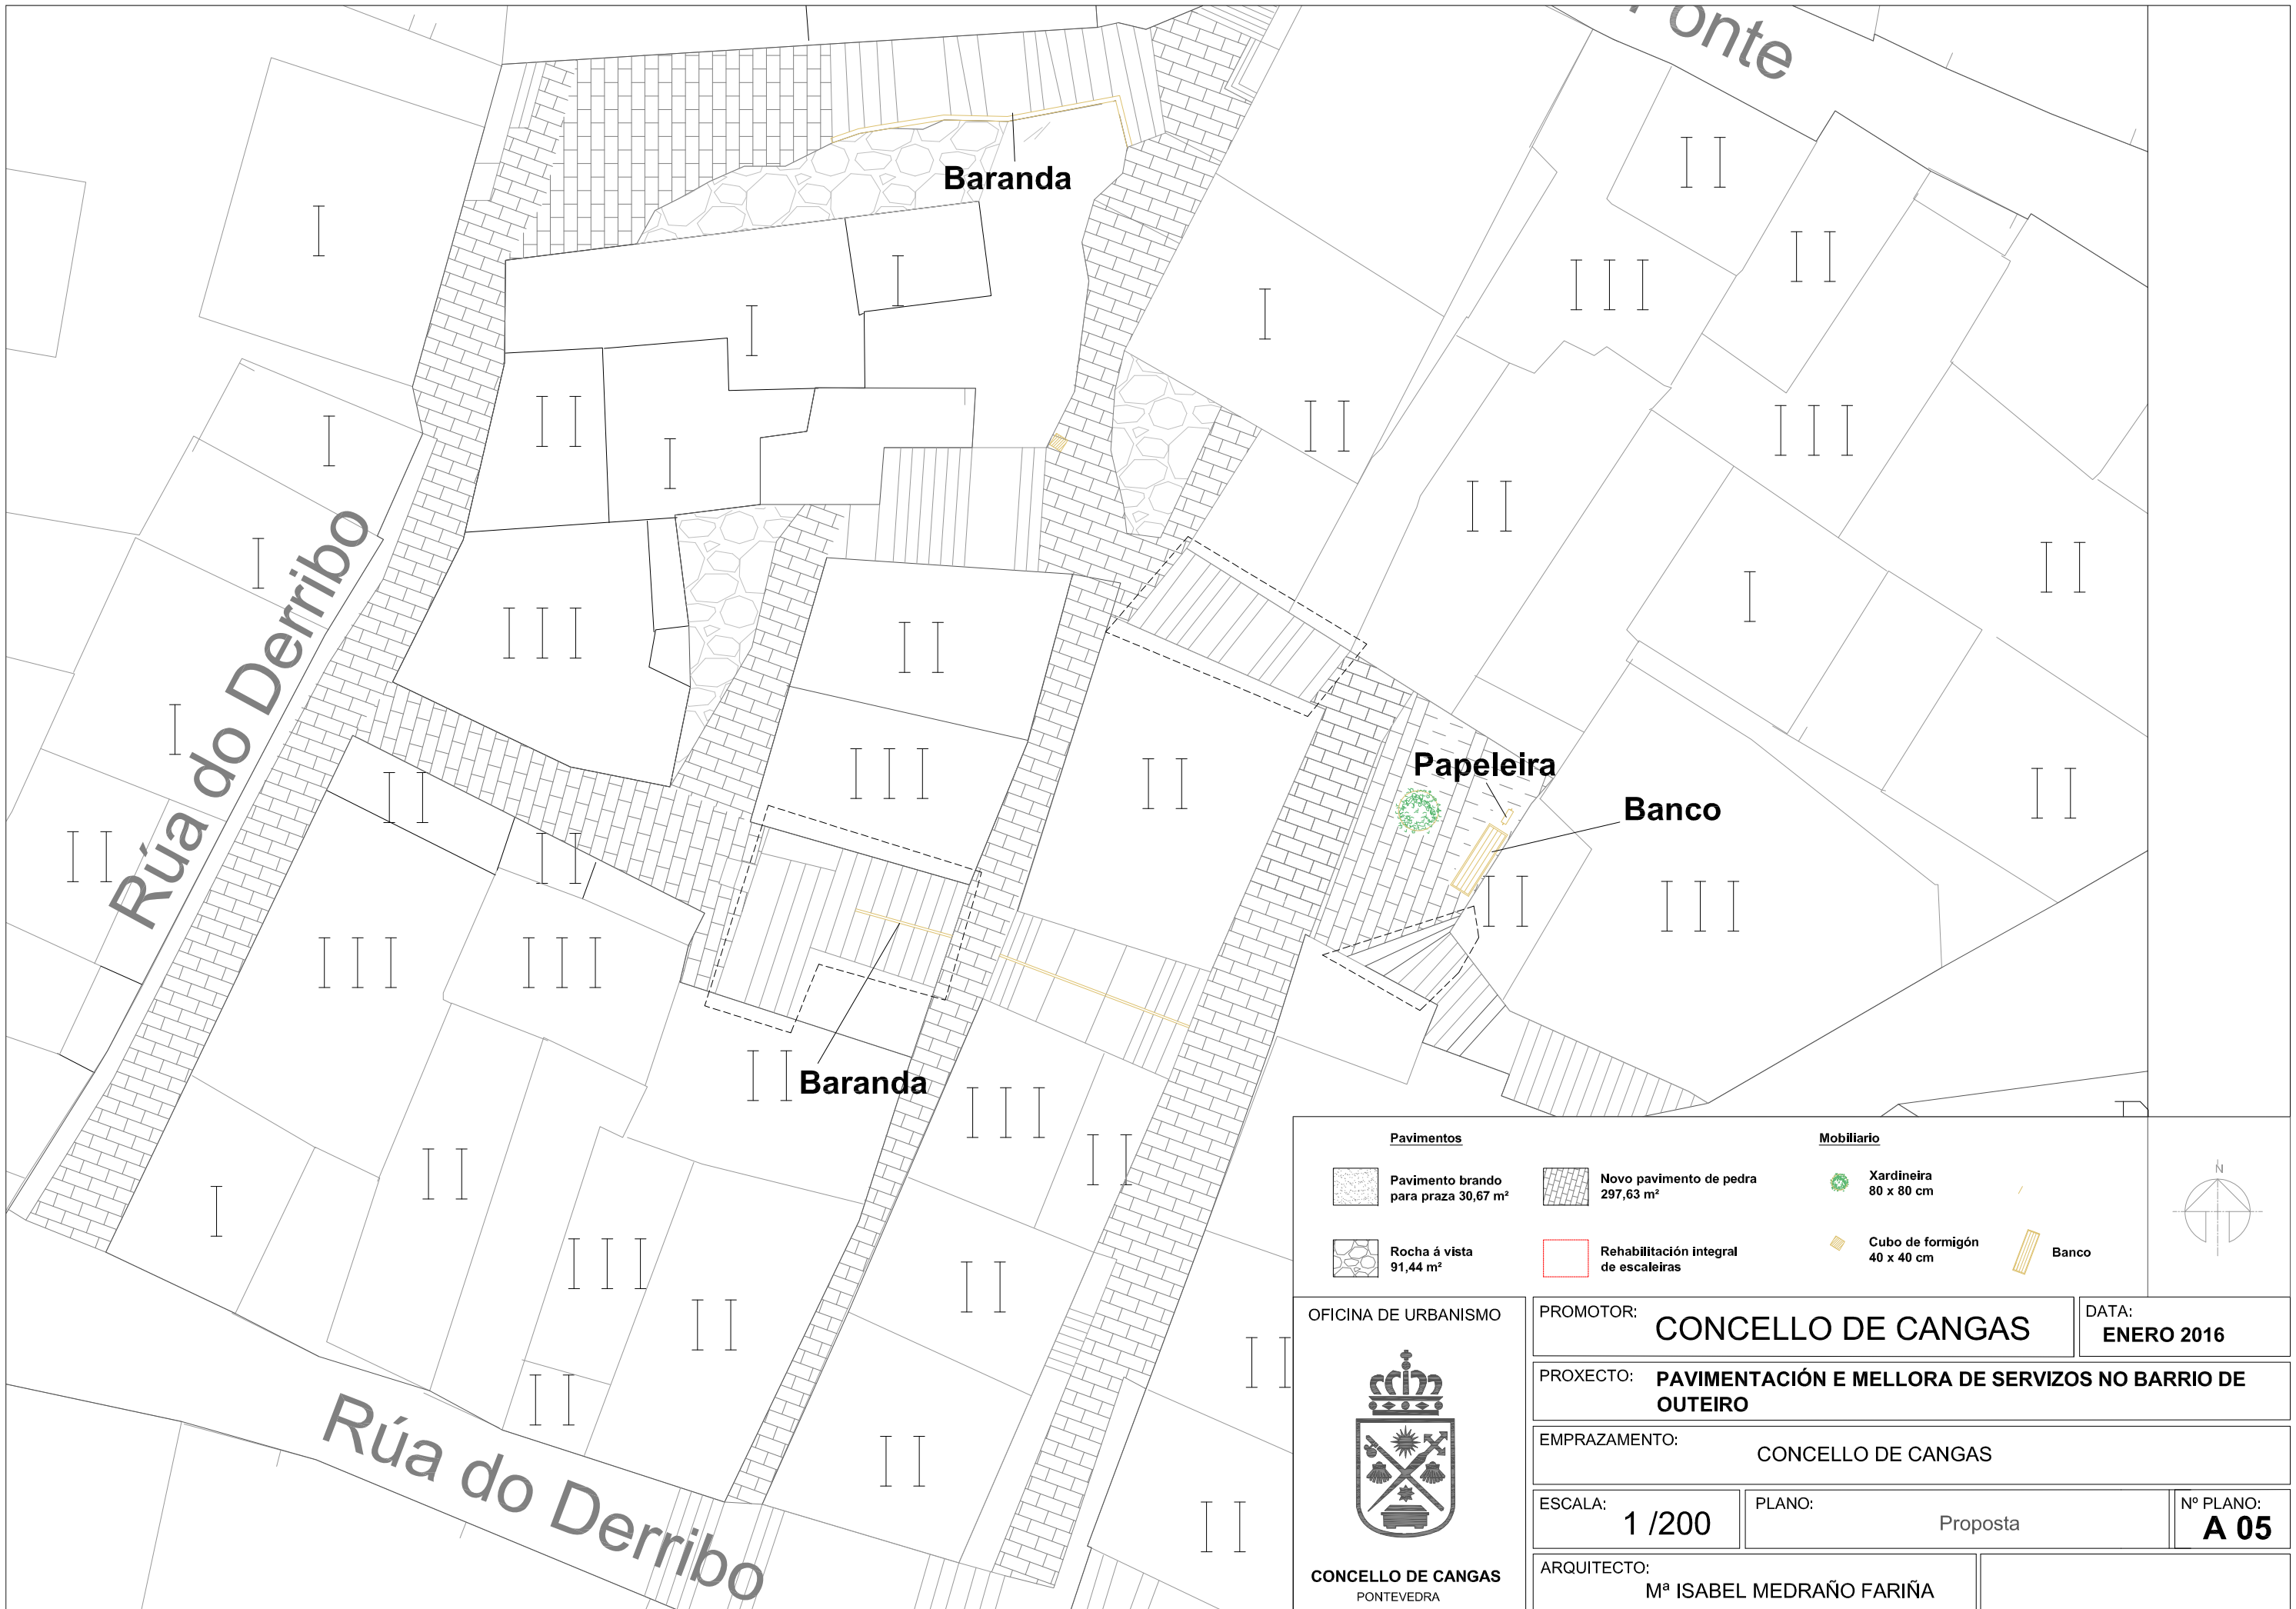 Ponte
Baranda
Rúa do Derribo
Papeleira
Banco
Baranda
Rúa do Derribo
Pavimentos
Pavimento brando
para praza 30,67 m²
Novo pavimento de pedra
297,63 m²
Rocha á vista
91,44 m²
Rehabilitación integral
de escaleiras
Mobiliario
Xardineira
80 x 80 cm
Cubo de formigón
40 x 40 cm
Banco
N
OFICINA DE URBANISMO
CONCELLO DE CANGAS
PONTEVEDRA
PROMOTOR: CONCELLO DE CANGAS
DATA:
ENERO 2016
PROXECTO: PAVIMENTACIÓN E MELLORA DE SERVIZOS NO BARRIO DE
OUTEIRO
EMPRAZAMENTO:
CONCELLO DE CANGAS
ESCALA:
1 /200
PLANO:
Proposta
Nº PLANO:
A 05
ARQUITECTO:
Mª ISABEL MEDRAÑO FARIÑA